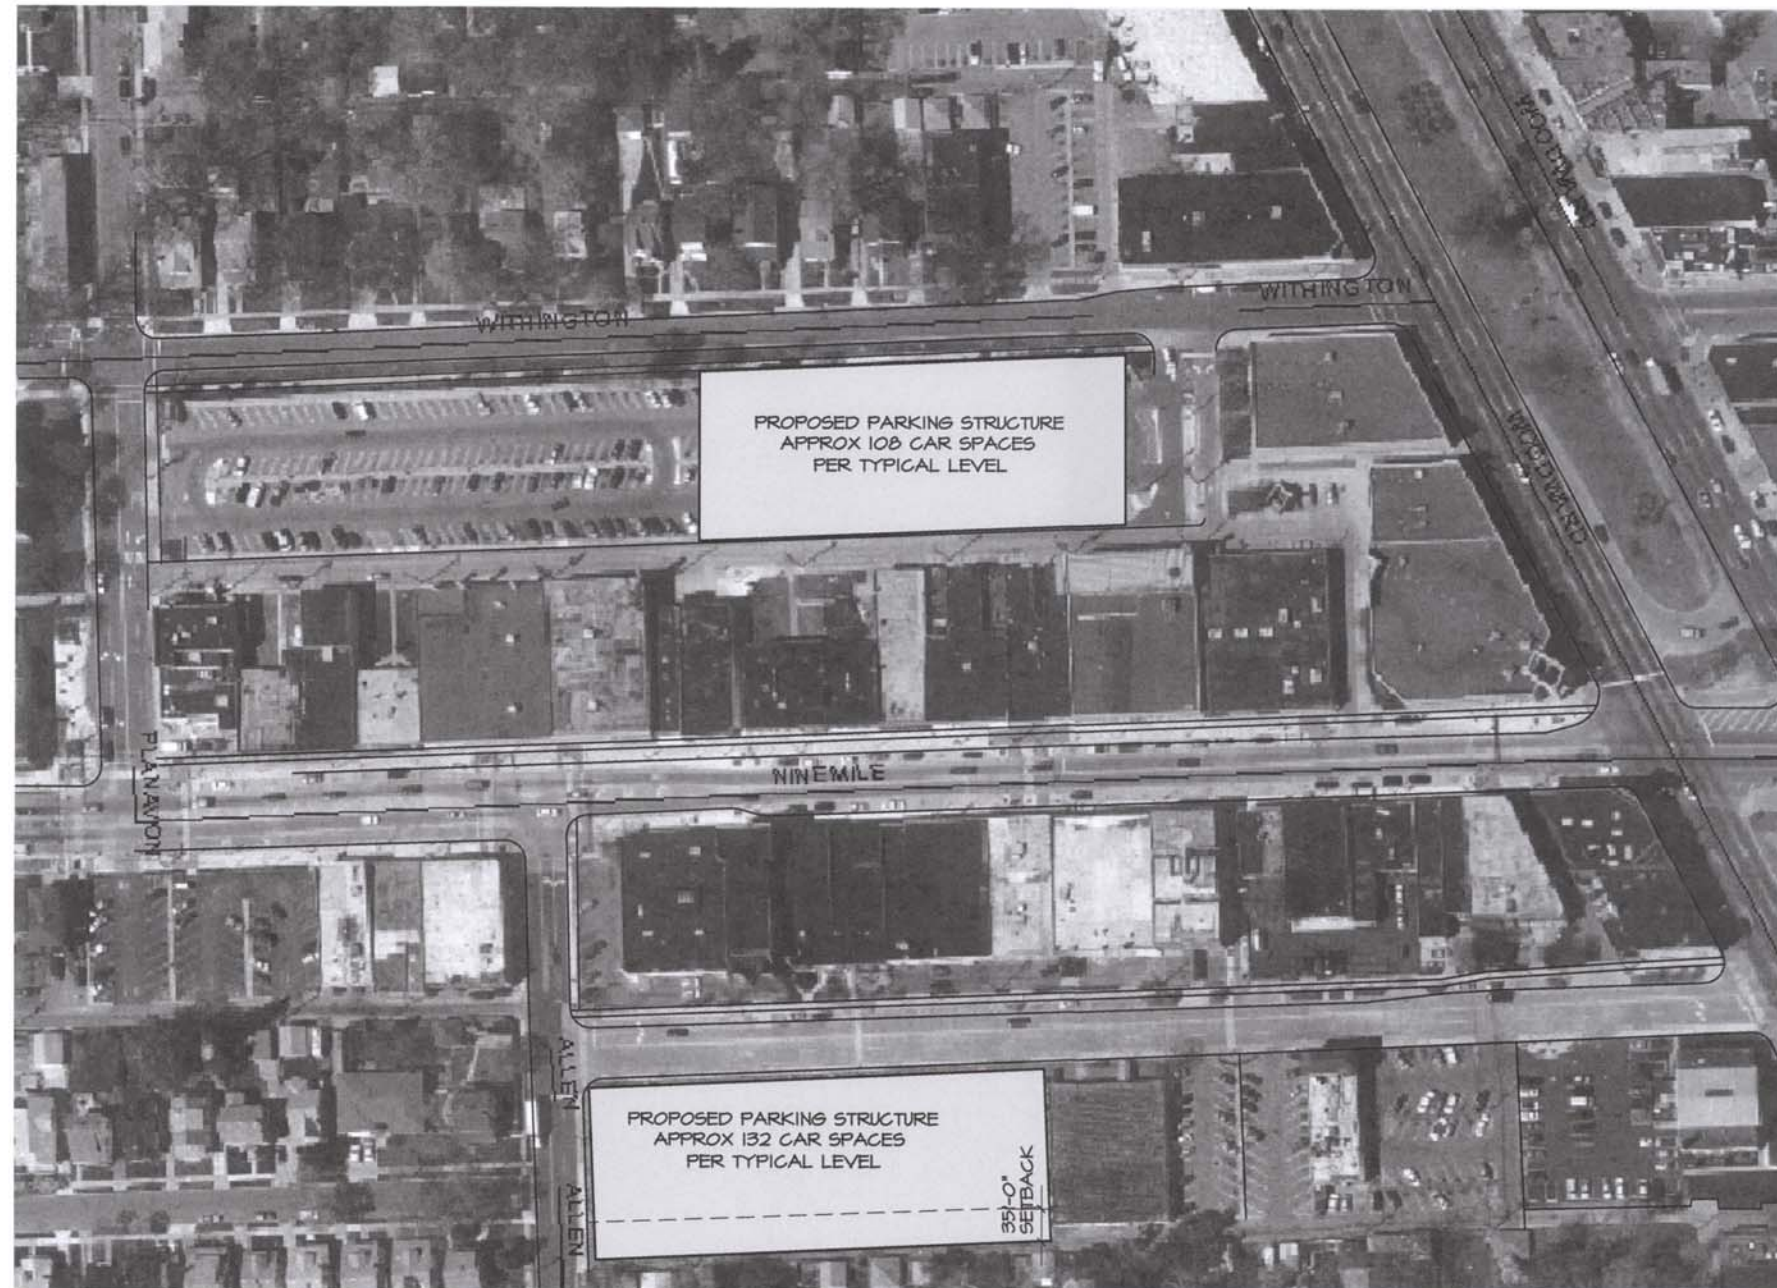 WOODWARD
WITHINGTON
WITHINGTON
PROPOSED PARKING STRUCTURE
APPROX 108 CAR SPACES
PER TYPICAL LEVEL
WOODWARD
PLANAVON
NINEMILE
ALLEN
PROPOSED PARKING STRUCTURE
APPROX 132 CAR SPACES
PER TYPICAL LEVEL
35'-0"
SETBACK
ALLEN